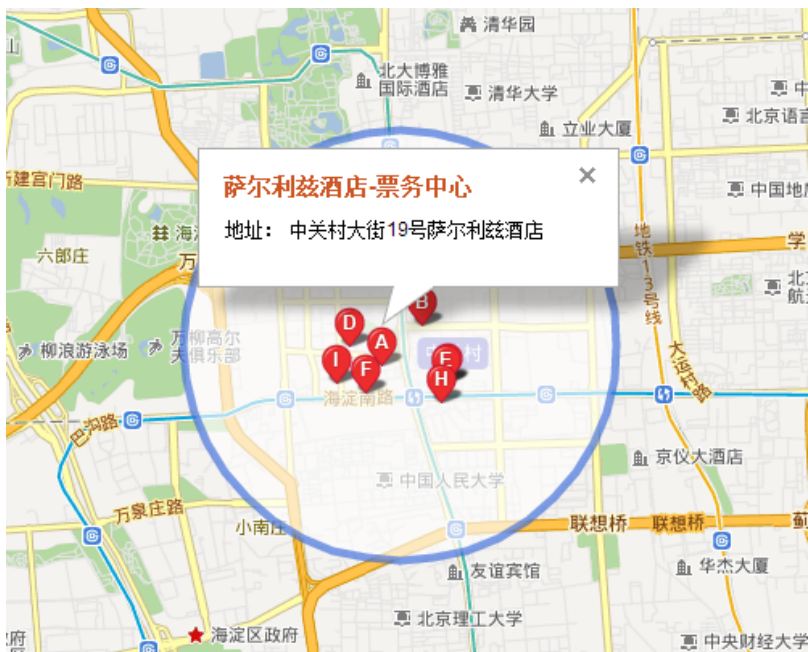 清华园
山
北大博雅
国际酒店
清华大学
中
北京语言
立业大厦
新建宫门路
萨尔利兹酒店-票务中心
×
中国地质
六郎庄
海
地址： 中关村大街19号萨尔利兹酒店
万
学
地铁13号线
北
航
柳浪游泳场
万柳高尔
夫俱乐部
D
B
A
I
F
E
H
中 村
大运村路
海淀南路
巴沟路
京仪大酒店
中国人民大学
万泉庄路
小南庄
联想桥
联想桥
蓟
友谊宾馆
华杰大厦
北京理工大学
府
海淀区政府
中央财经大学